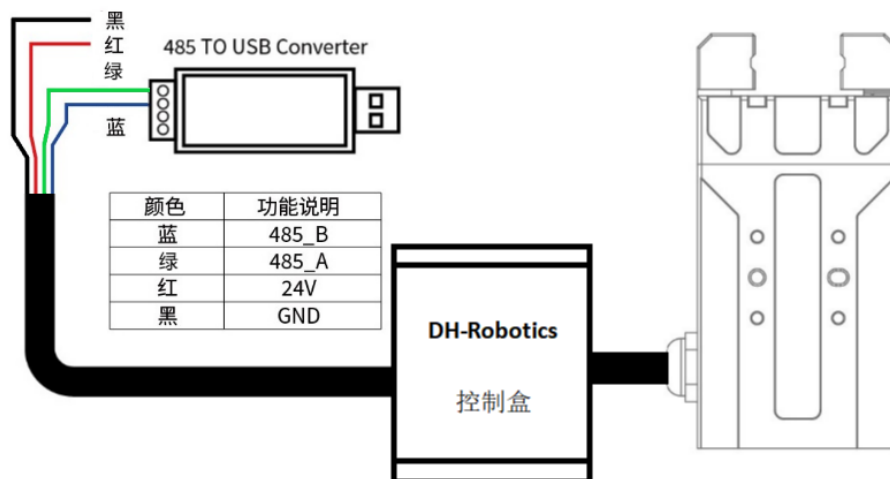 黑
红
485 TO USB Converter
绿
蓝
颜色 功能说明
蓝 485_B
绿 485_A
红 24V
黑 GND
DH-Robotics
控制盒